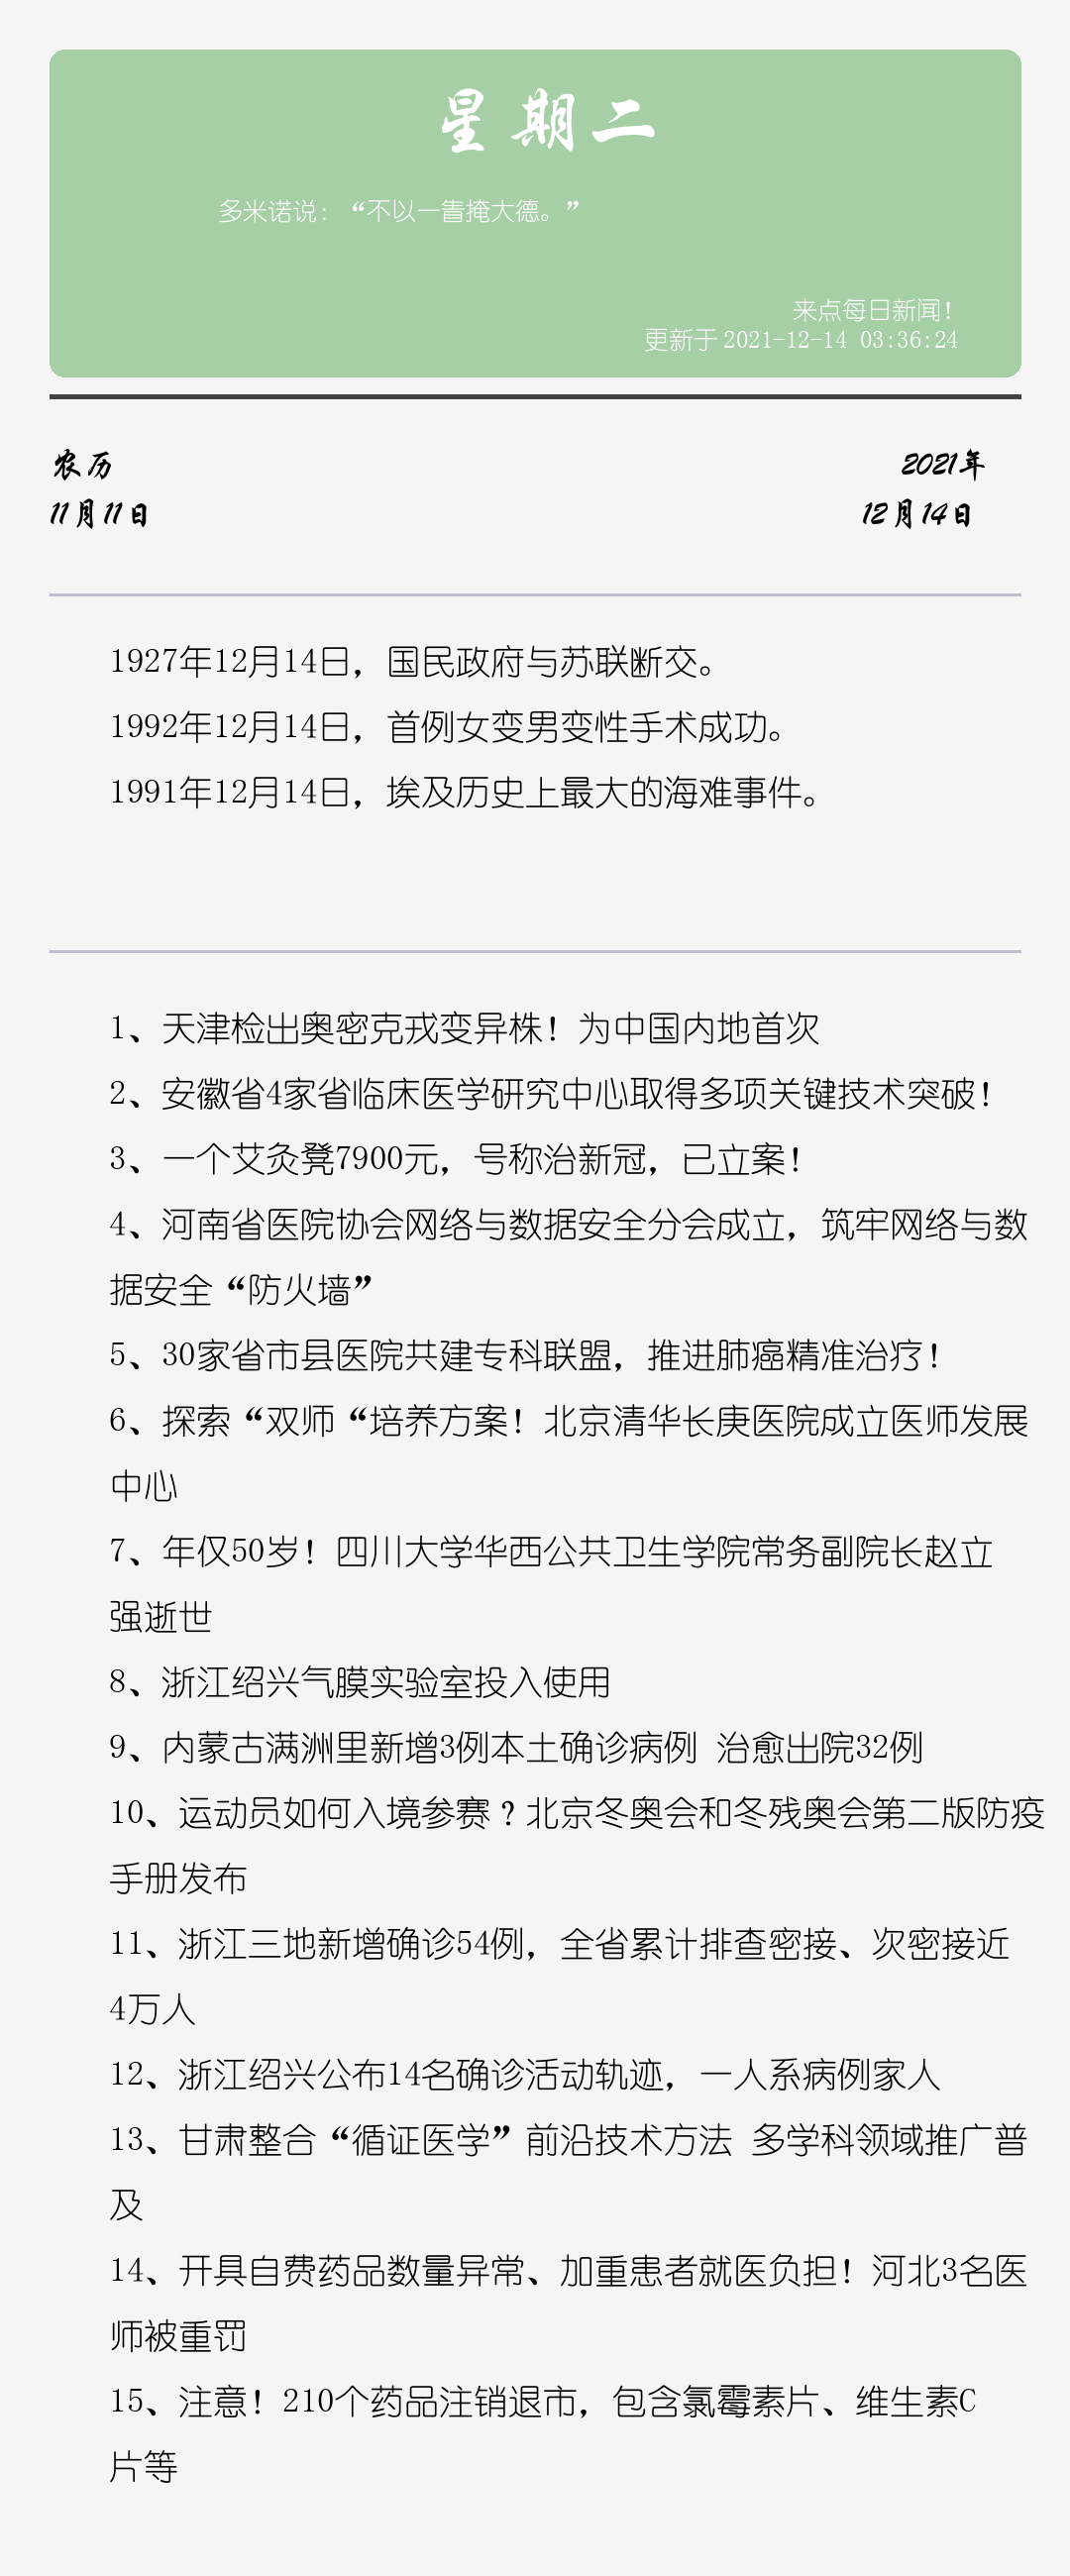 星期二
多米诺说：“不以一眚掩大德。”
来点每日新闻！
更新于 2021-12-14 03:36:24
农历
11月11日
2021年
12月14日
1927年12月14日，国民政府与苏联断交。
1992年12月14日，首例女变男变性手术成功。
1991年12月14日，埃及历史上最大的海难事件。
1、天津检出奥密克戎变异株！为中国内地首次
2、安徽省4家省临床医学研究中心取得多项关键技术突破！
3、一个艾灸凳7900元，号称治新冠，已立案！
4、河南省医院协会网络与数据安全分会成立，筑牢网络与数
据安全“防火墙”
5、30家省市县医院共建专科联盟，推进肺癌精准治疗！
6、探索“双师“培养方案！北京清华长庚医院成立医师发展
中心
7、年仅50岁！四川大学华西公共卫生学院常务副院长赵立
强逝世
8、浙江绍兴气膜实验室投入使用
9、内蒙古满洲里新增3例本土确诊病例 治愈出院32例
10、运动员如何入境参赛？北京冬奥会和冬残奥会第二版防疫
手册发布
11、浙江三地新增确诊54例，全省累计排查密接、次密接近
4万人
12、浙江绍兴公布14名确诊活动轨迹，一人系病例家人
13、甘肃整合“循证医学”前沿技术方法 多学科领域推广普
及
14、开具自费药品数量异常、加重患者就医负担！河北3名医
师被重罚
15、注意！210个药品注销退市，包含氯霉素片、维生素C
片等